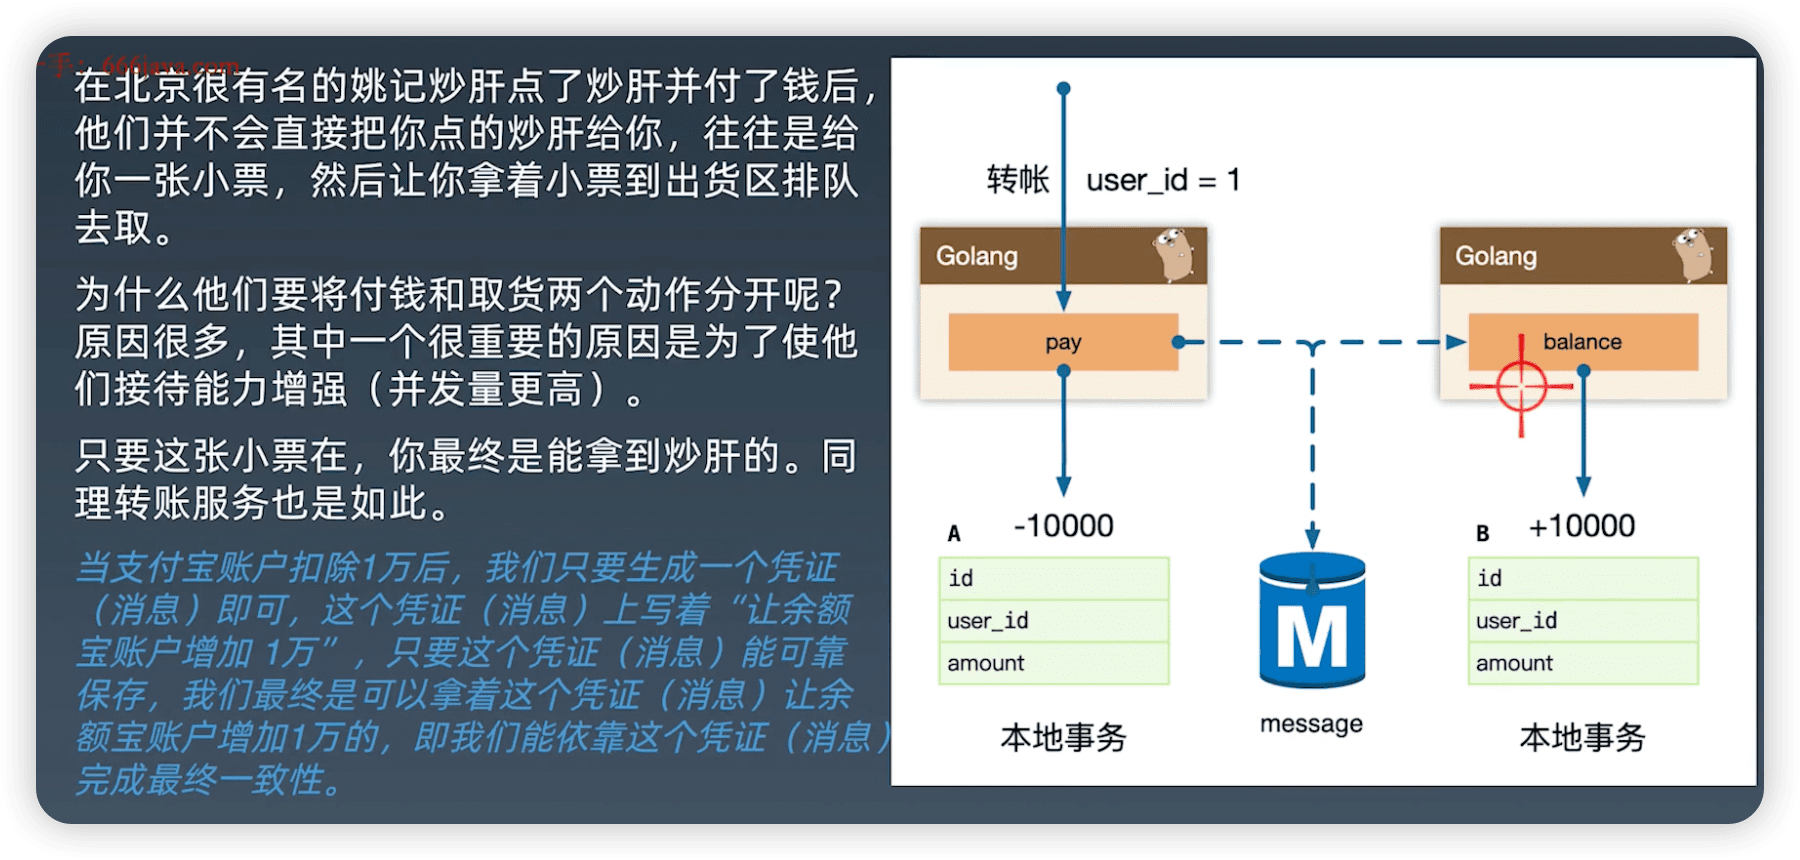 一手：666java.com
在北京很有名的姚记炒肝点了炒肝并付了钱后，
他们并不会直接把你点的炒肝给你，往往是给
你一张小票，然后让你拿着小票到出货区排队
去取。
为什么他们要将付钱和取货两个动作分开呢？
原因很多，其中一个很重要的原因是为了使他
们接待能力增强（并发量更高）。
只要这张小票在，你最终是能拿到炒肝的。同
理转账服务也是如此。
当支付宝账户扣除1万后，我们只要生成一个凭证
（消息）即可，这个凭证（消息）上写着“让余额
宝账户增加 1万”，只要这个凭证（消息）能可靠
保存，我们最终是可以拿着这个凭证（消息）让余
额宝账户增加1万的，即我们能依靠这个凭证（消息）
完成最终一致性。
转帐 user_id = 1
Golang
pay
Golang
balance
A -10000
id
user_id
amount
本地事务
M
message
B +10000
id
user_id
amount
本地事务